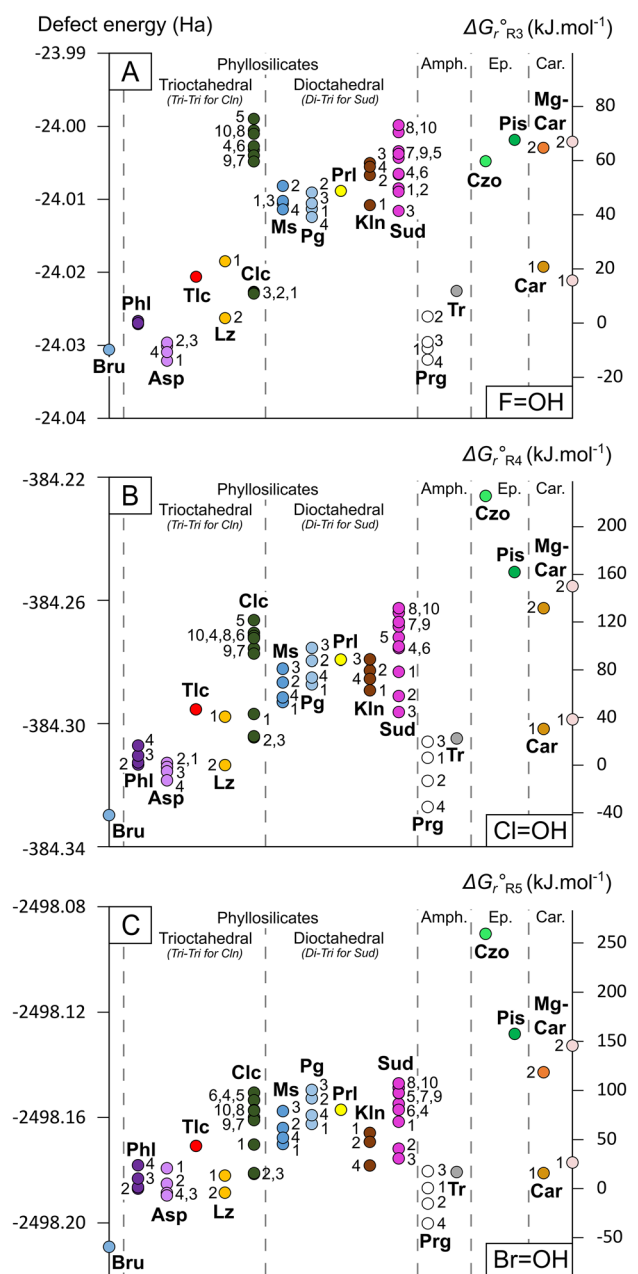 Defect energy (Ha)
ΔGr°R3 (kJ.mol-1)
-23.99
A
Phyllosilicates
Amph.
Ep.
Car.
Trioctahedral
Dioctahedral
(Tri-Tri for Cln)
(Di-Tri for Sud)
Mg-
Car
80
-24.00
5
10,8
4,6
9,7
8,10
7,9,5
4,6
1,2
3
Pis
2
2
60
Czo
Prl
3
4
2
1
Kln
Sud
-24.01
2
1,3
4
Ms
2
3
1
4
Pg
40
-24.02
1
Tlc
Clc
3,2,1
Car
1
1
20
Phl
2
Lz
Tr
2
0
-24.03
Bru
2,3
4
1
Asp
3
1
4
Prg
-20
-24.04
F=OH
ΔGr°R4 (kJ.mol-1)
-384.22
B
Phyllosilicates
Amph.
Ep.
Car.
Trioctahedral
Dioctahedral
(Tri-Tri for Cln)
(Di-Tri for Sud)
Czo
200
Mg-
Car
Pis
160
2
2
-384.26
Clc
5
10,4,8,6
9,7
8,10
7,9
5
4,6
1
2
3
Sud
120
Ms
3
2
4
1
3
2
4
1
Pg
Prl
3
2
4
1
Kln
80
-384.30
Tlc
1
1
2,3
40
1
1
Car
4
3
2
Phl
2,1
3
4
Asp
2
Lz
3
1
2
4
Tr
Prg
0
Bru
-40
-384.34
Cl=OH
ΔGr°R5 (kJ.mol-1)
-2498.08
C
Phyllosilicates
Amph.
Ep.
Car.
Trioctahedral
Dioctahedral
(Tri-Tri Cln)
(Di-Tri for Sud)
Czo
250
200
-2498.12
Mg-
Car
Pis
150
2
2
Clc
6,4,5
10,8
9,7
1
2,3
Pg
3
2
4
1
Ms
3
2
4
1
Prl
Kln
1
2
4
Sud
8,10
5,7,9
6,4
1
2
3
100
-2498.16
Tlc
50
Phl
4
3
2
1
2
4,3
Asp
1
2
Lz
3
1
2
4
Tr
Prg
1
1
Car
0
-2498.20
Bru
-50
Br=OH